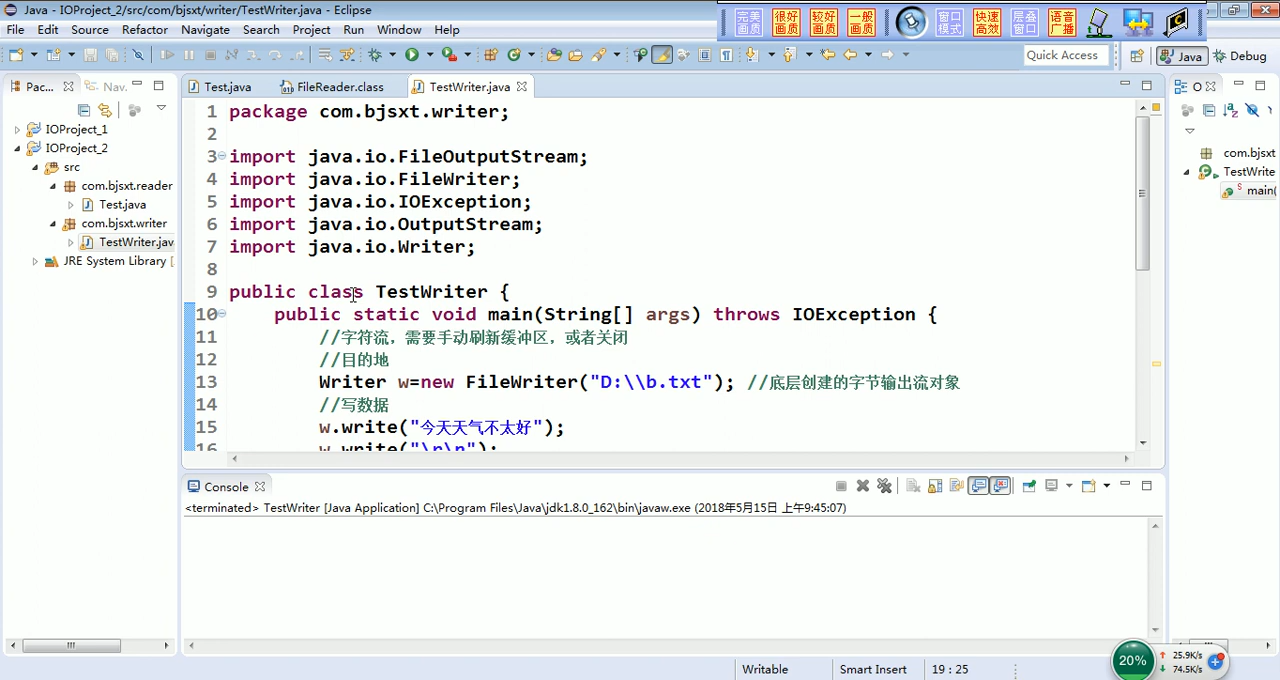 Java - IOProject_2/src/com/bjsxt/writer/TestWriter.java - Eclipse
完美画质 很好画质 较好画质 一般画质 窗口模式 快速高效 层叠窗口 语音广播
File Edit Source Refactor Navigate Search Project Run Window Help
Quick Access Java Debug
Pac... Nav. Test.java FileReader.class TestWriter.java O
IOProject_1
IOProject_2
src
com.bjsxt.reader
Test.java
com.bjsxt.writer
TestWriter.jav
JRE System Library [
1 package com.bjsxt.writer;
2
3 import java.io.FileOutputStream;
4 import java.io.FileWriter;
5 import java.io.IOException;
6 import java.io.OutputStream;
7 import java.io.Writer;
8
9 public class TestWriter {
10 public static void main(String[] args) throws IOException {
11 //字符流，需要手动刷新缓冲区，或者关闭
12 //目的地
13 Writer w=new FileWriter("D:\\b.txt"); //底层创建的字节输出流对象
14 //写数据
15 w.write("今天天气不太好");
16 w.write("\r\n");
com.bjsxt
TestWrite
main(
Console
<terminated> TestWriter [Java Application] C:\Program Files\Java\jdk1.8.0_162\bin\javaw.exe (2018年5月15日 上午9:45:07)
Writable Smart Insert 19 : 25
20%
25.9K/s
74.5K/s